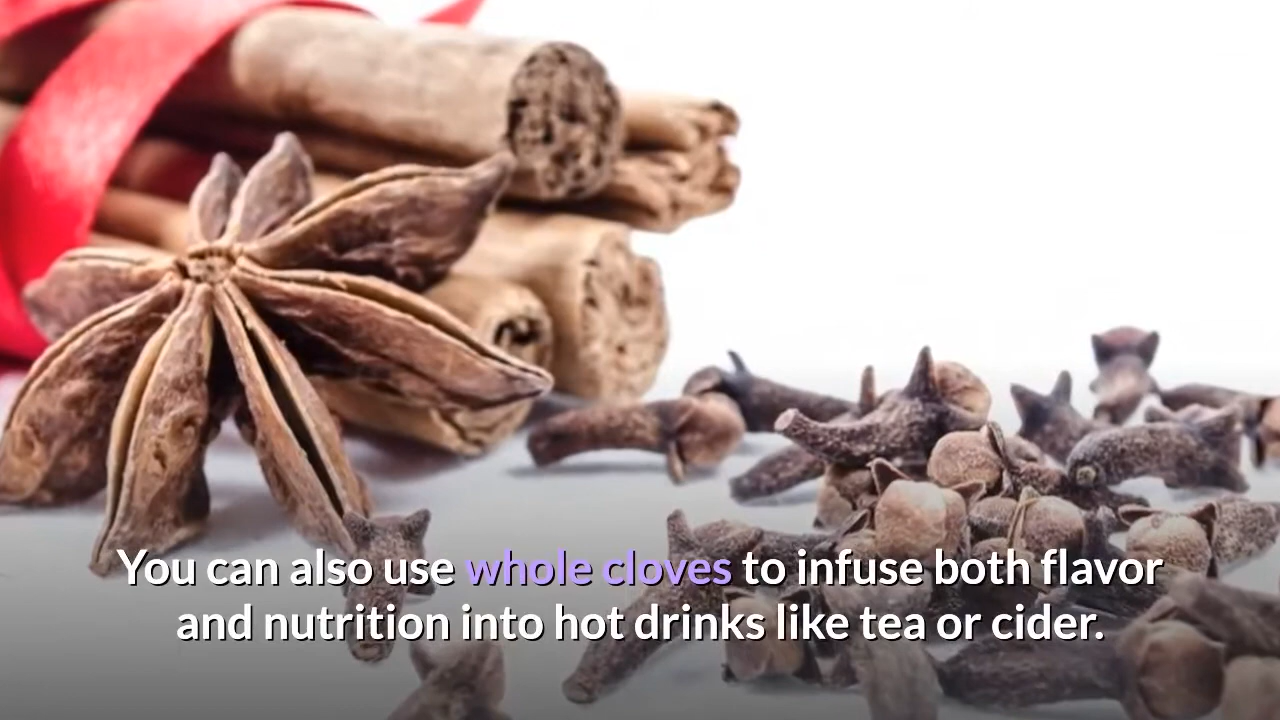 You can also use whole cloves to infuse both flavor
and nutrition into hot drinks like tea or cider.